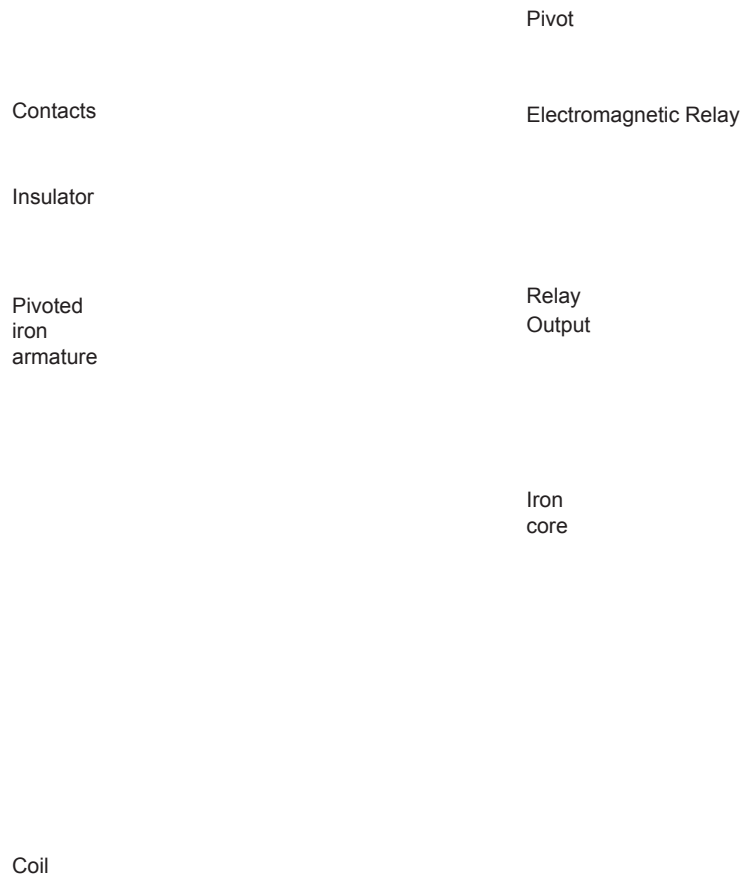 Pivot
Contacts
Electromagnetic Relay
Insulator
Pivoted
iron
armature
Relay
Output
Iron
core
Coil